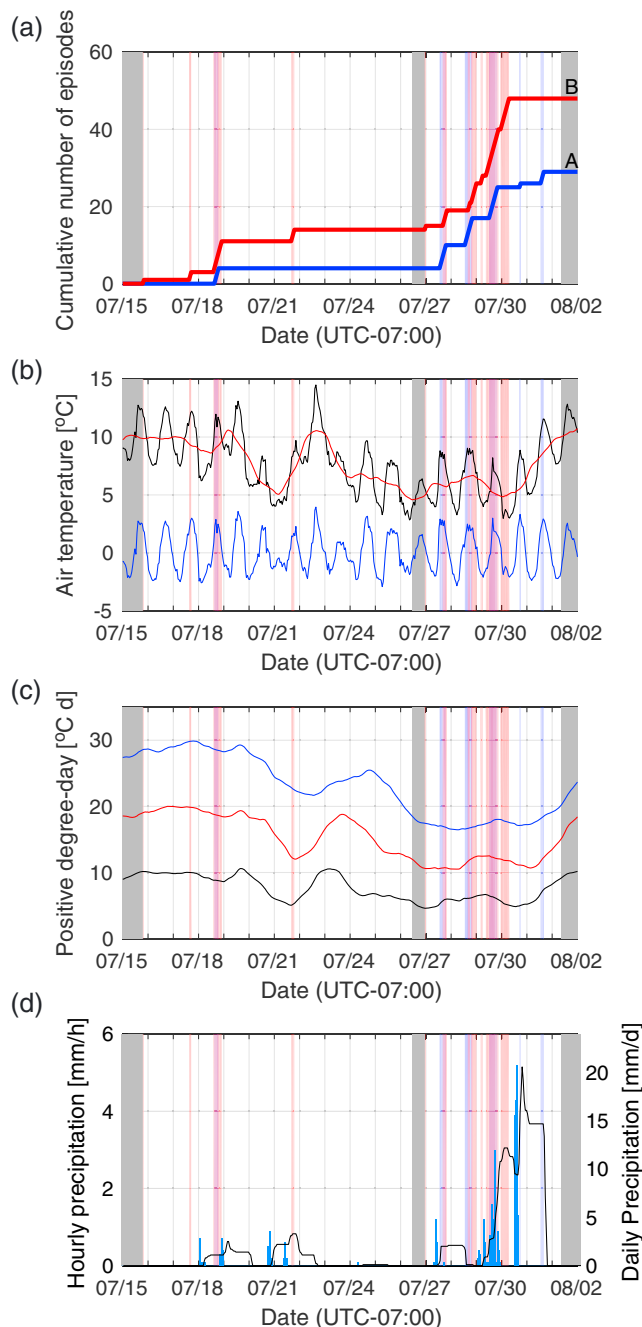 (a)
Cumulative number of episodes
60
40
20
0
B
A
07/15 07/18 07/21 07/24 07/27 07/30 08/02
Date (UTC-07:00)
(b)
Air temperature [ºC]
15
10
5
0
-5
07/15 07/18 07/21 07/24 07/27 07/30 08/02
Date (UTC-07:00)
(c)
Positive degree-day [ºC d]
30
20
10
0
07/15 07/18 07/21 07/24 07/27 07/30 08/02
Date (UTC-07:00)
(d)
Hourly precipitation [mm/h]
6
4
2
0
Daily Precipitation [mm/d]
20
15
10
5
0
07/15 07/18 07/21 07/24 07/27 07/30 08/02
Date (UTC-07:00)